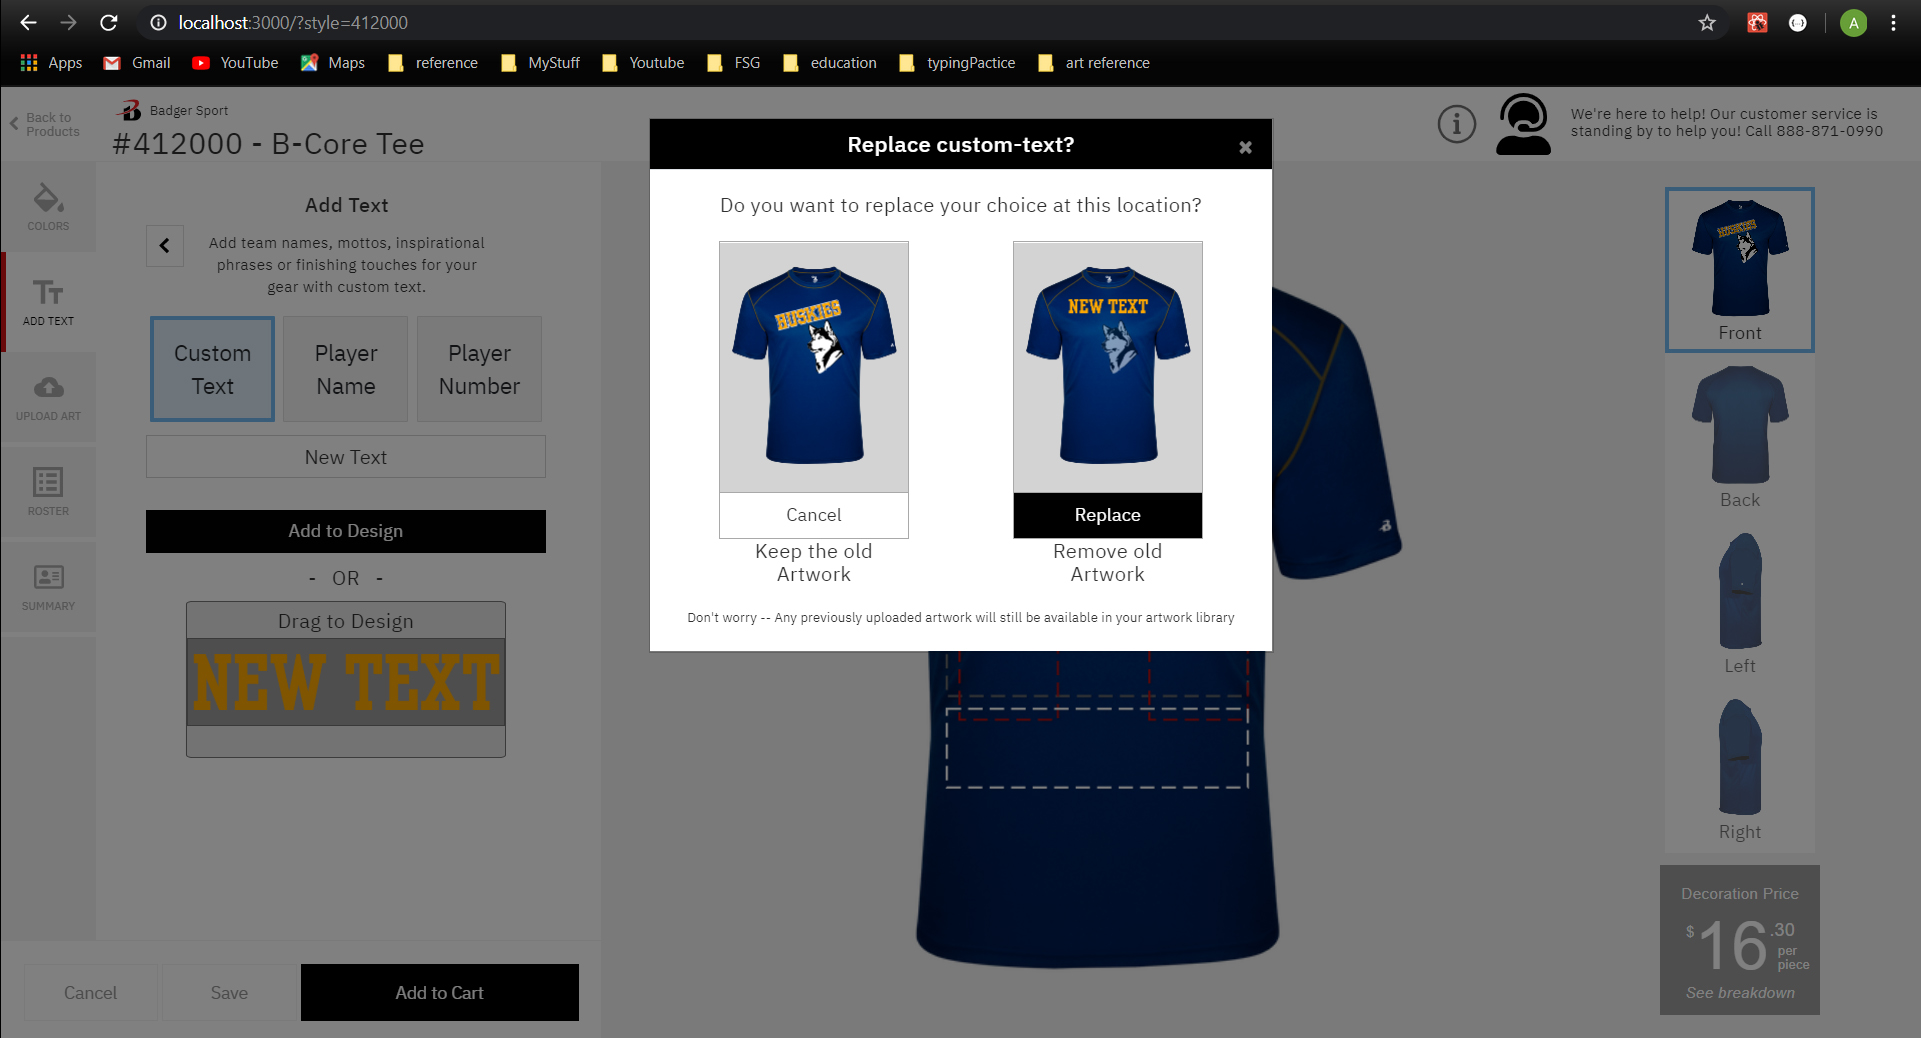 localhost:3000/?style=412000
A
Apps
Gmail
YouTube
Maps
reference
MyStuff
Youtube
FSG
education
typingPactice
art reference
Back to
Products
Badger Sport
#412000 - B-Core Tee
We're here to help! Our customer service is
standing by to help you! Call 888-871-0990
COLORS
ADD TEXT
UPLOAD ART
ROSTER
SUMMARY
Add Text
Add team names, mottos, inspirational
phrases or finishing touches for your
gear with custom text.
Custom
Text
Player
Name
Player
Number
New Text
Add to Design
- OR -
Drag to Design
NEW TEXT
Cancel
Save
Add to Cart
Replace custom-text?
Do you want to replace your choice at this location?
HUSKIES
NEW TEXT
Cancel
Replace
Keep the old
Artwork
Remove old
Artwork
Don't worry -- Any previously uploaded artwork will still be available in your artwork library
HUSKIES
Front
Back
Left
Right
Decoration Price
$16.30
per
piece
See breakdown